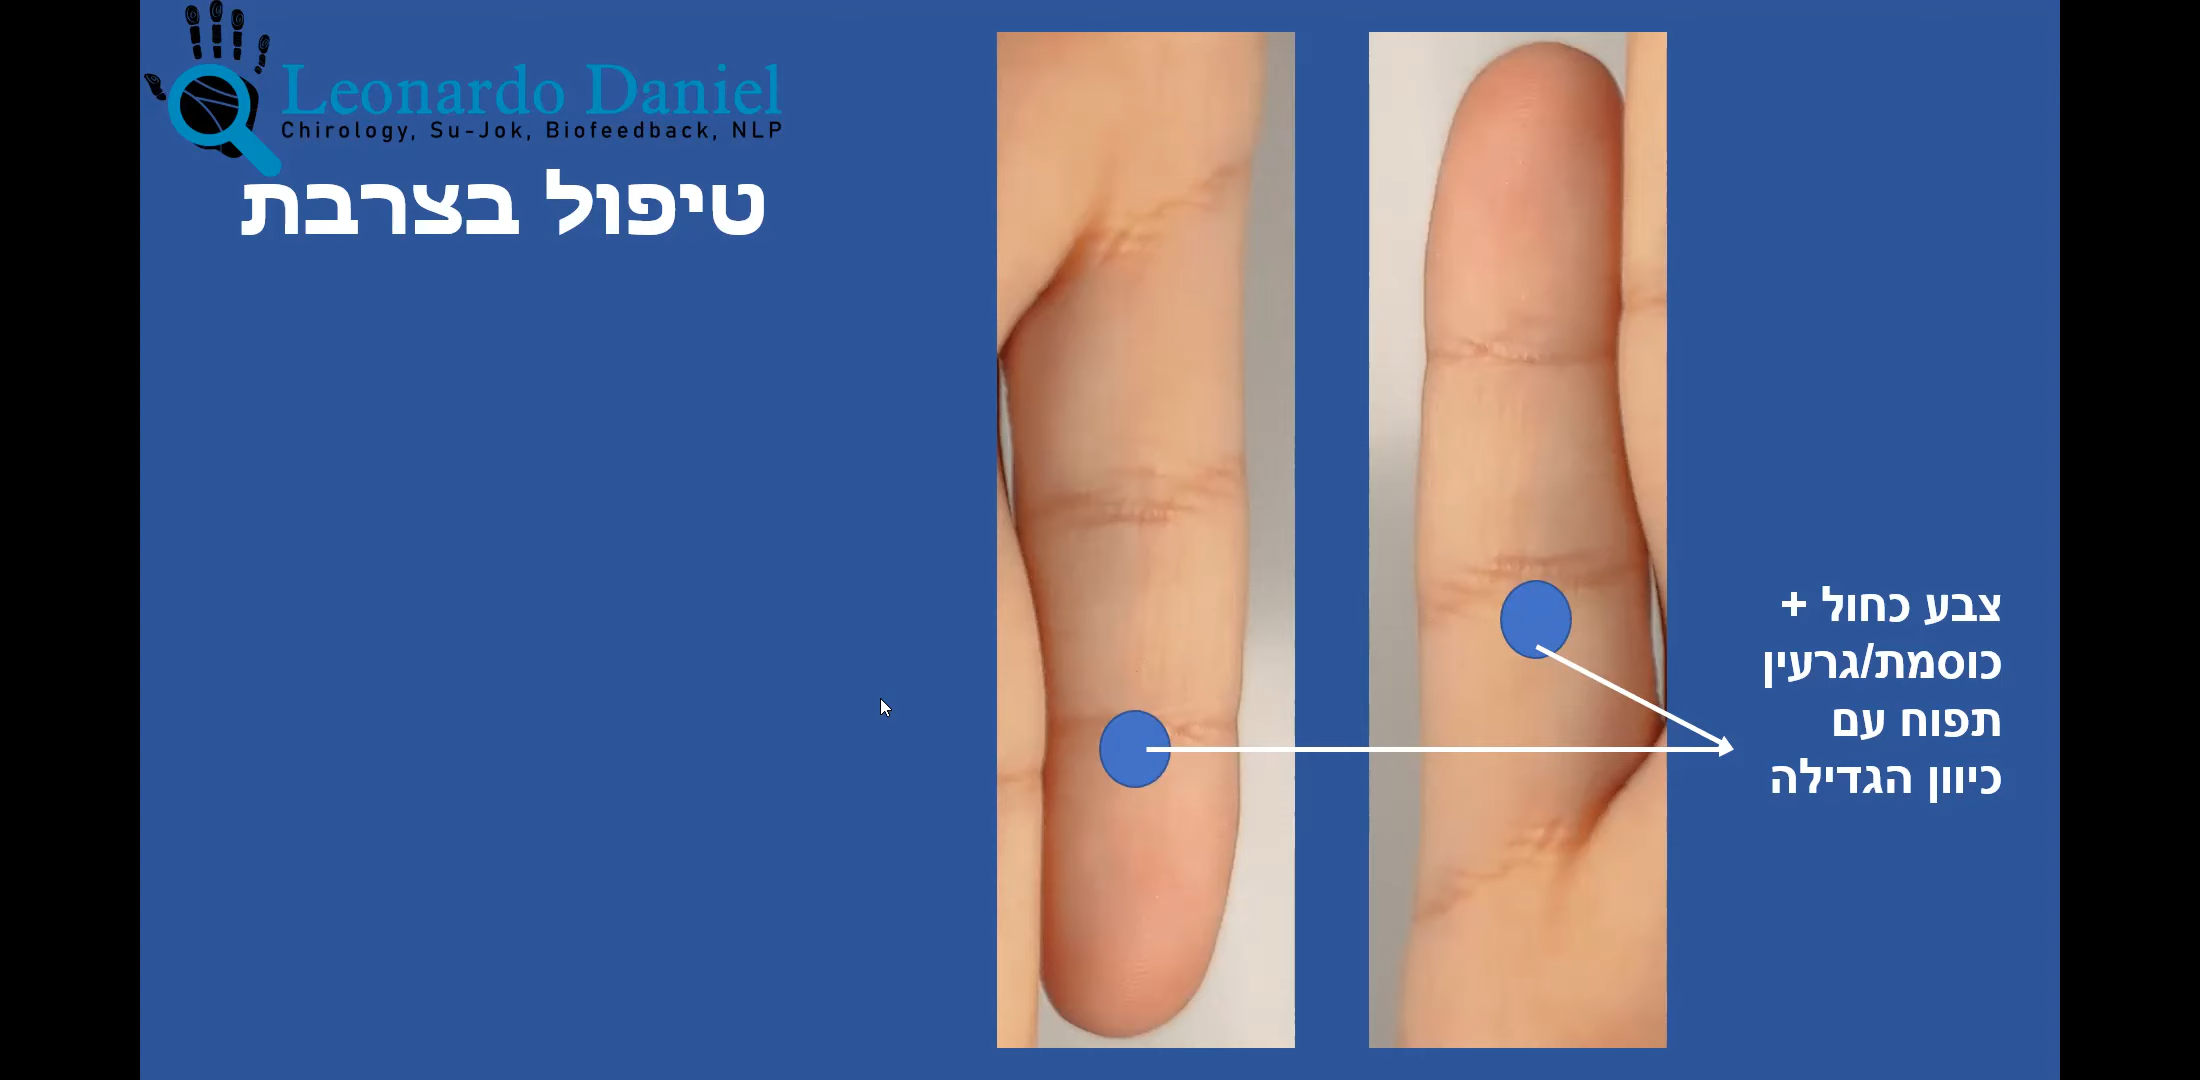 Leonardo Daniel
Chirology, Su-Jok, Biofeedback, NLP
טיפול בצרבת
צבע כחול +
כוסמת/גרעין
תפוח עם
כיוון הגדילה